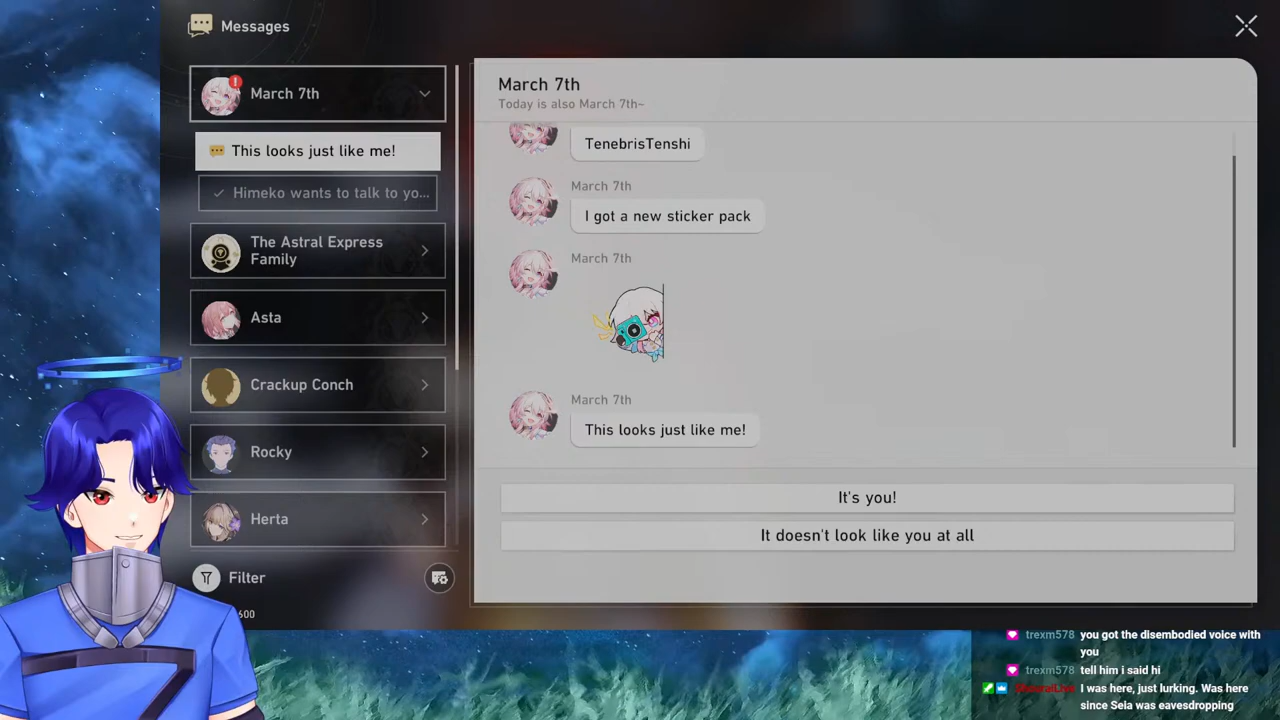 Messages
March 7th
This looks just like me!
Himeko wants to talk to yo...
The Astral Express
Family
Asta
Crackup Conch
Rocky
Herta
Filter
600
March 7th
Today is also March 7th~
TenebrisTenshi
March 7th
I got a new sticker pack
March 7th
March 7th
This looks just like me!
It's you!
It doesn't look like you at all
trexm578 you got the disembodied voice with
you
trexm578 tell him i said hi
I was here, just lurking. Was here
since Seia was eavesdropping